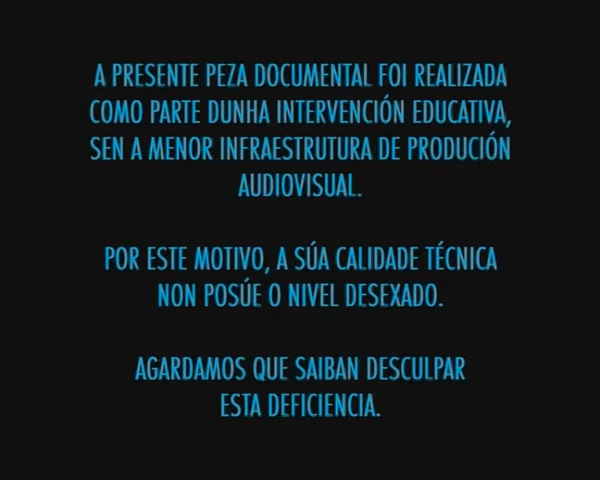 A PRESENTE PEZA DOCUMENTAL FOI REALIZADA
COMO PARTE DUNHA INTERVENCIÓN EDUCATIVA,
SEN A MENOR INFRAESTRUTURA DE PRODUCIÓN
AUDIOVISUAL.
POR ESTE MOTIVO, A SÚA CALIDADE TÉCNICA
NON POSÚE O NIVEL DESEXADO.
AGARDAMOS QUE SAIBAN DESCULPAR
ESTA DEFICIENCIA.